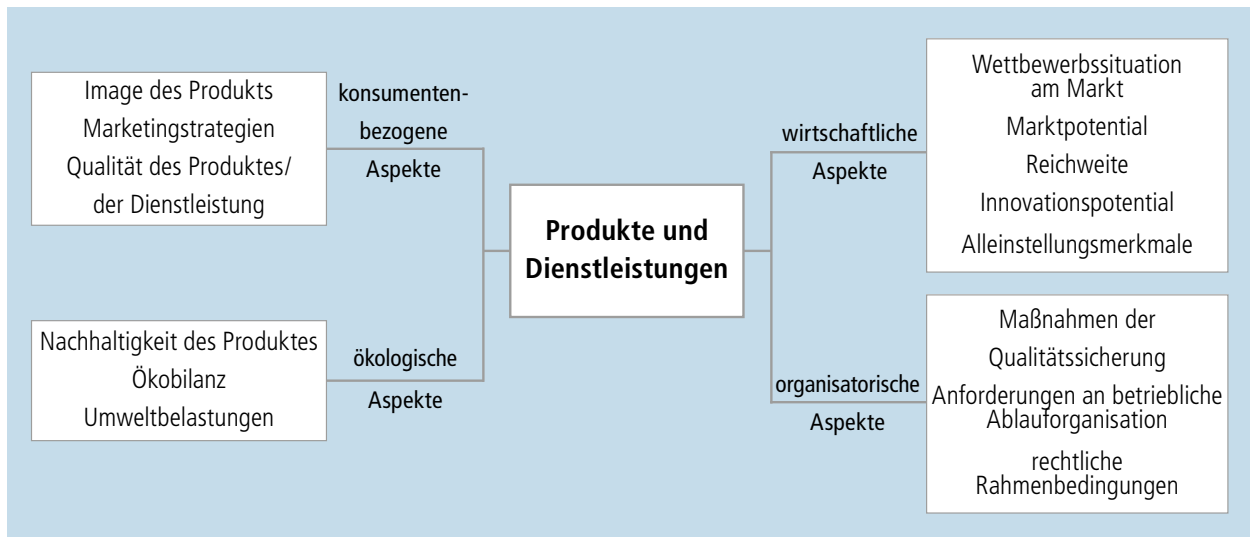 Image des Produkts
Marketingstrategien
Qualität des Produktes/
der Dienstleistung
konsumenten-
bezogene
Aspekte
Nachhaltigkeit des Produktes
Ökobilanz
Umweltbelastungen
ökologische
Aspekte
Produkte und
Dienstleistungen
wirtschaftliche
Aspekte
Wettbewerbssituation
am Markt
Marktpotential
Reichweite
Innovationspotential
Alleinstellungsmerkmale
organisatorische
Aspekte
Maßnahmen der
Qualitätssicherung
Anforderungen an betriebliche
Ablauforganisation
rechtliche
Rahmenbedingungen